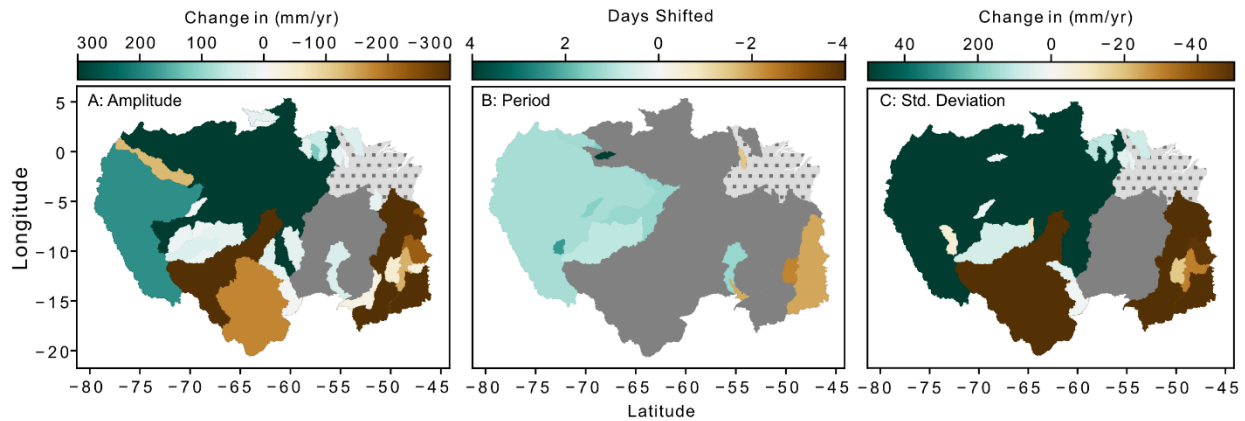 Change in (mm/yr) Days Shifted Change in (mm/yr)
300 200 100 0 −100 −200 −300 4 2 0 −2 −4 40 200 0 −20 −40
A: Amplitude B: Period C: Std. Deviation
5
0
−5
−10
−15
−20
Longitude
−80 −75 −70 −65 −60 −55 −50 −45 −80 −75 −70 −65 −60 −55 −50 −45 −80 −75 −70 −65 −60 −55 −50 −45
Latitude